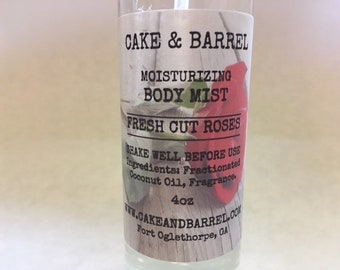 CAKE & BARREL
MOISTURIZING
BODY MIST
FRESH CUT ROSES
SHAKE WELL BEFORE USE
Ingredients: Fractionated
Coconut Oil, Fragrance.
4oz
WWW.CAKEANDBARREL.COM
Fort Oglethorpe, GA